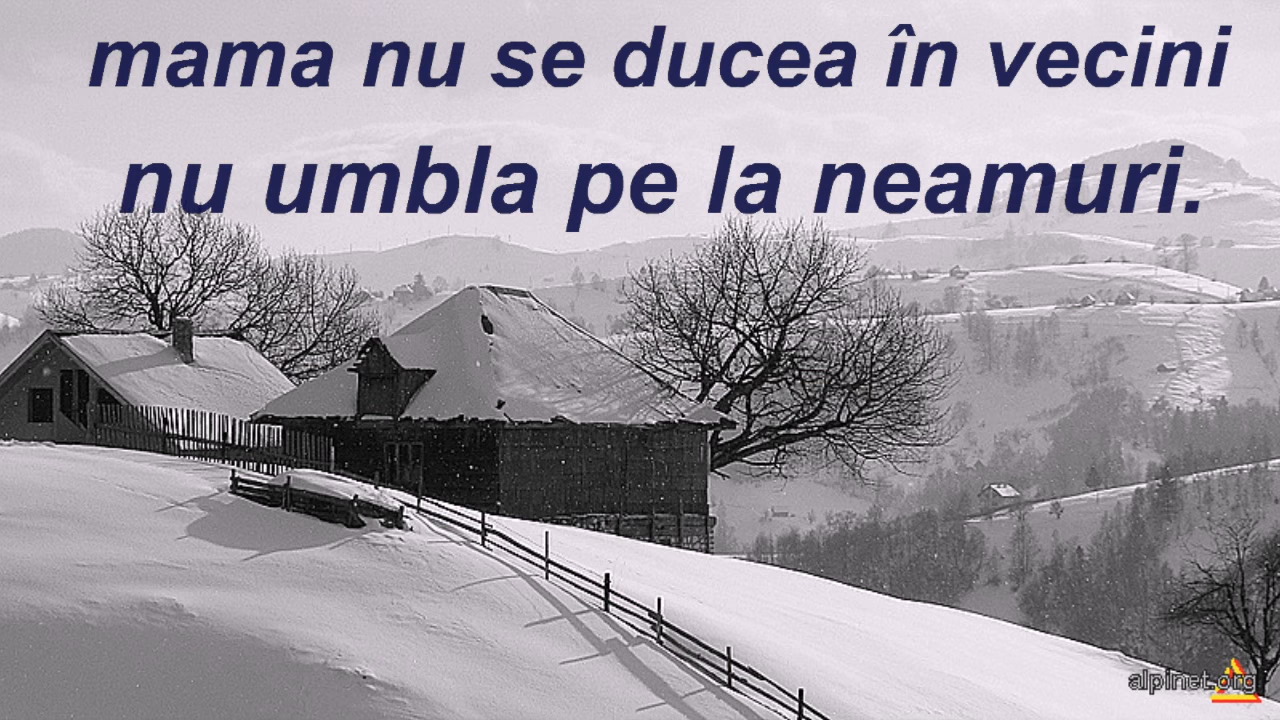 mama nu se ducea în vecini
nu umbla pe la neamuri.
alpinet.org